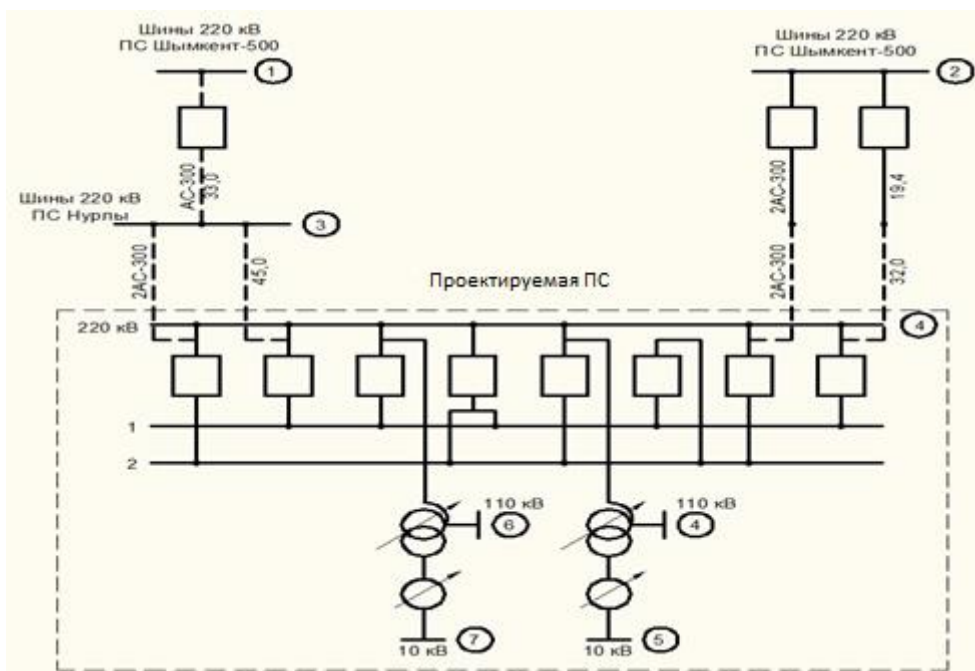 Шины 220 кВ
ПС Шымкент-500
1
Шины 220 кВ
ПС Шымкент-500
2
АС-300
33,0
2АС-300
19,4
Шины 220 кВ
ПС Нурлы
3
2АС-300
45,0
2АС-300
32,0
Проектируемая ПС
220 кВ
4
1
2
110 кВ
6
110 кВ
4
10 кВ
7
10 кВ
5